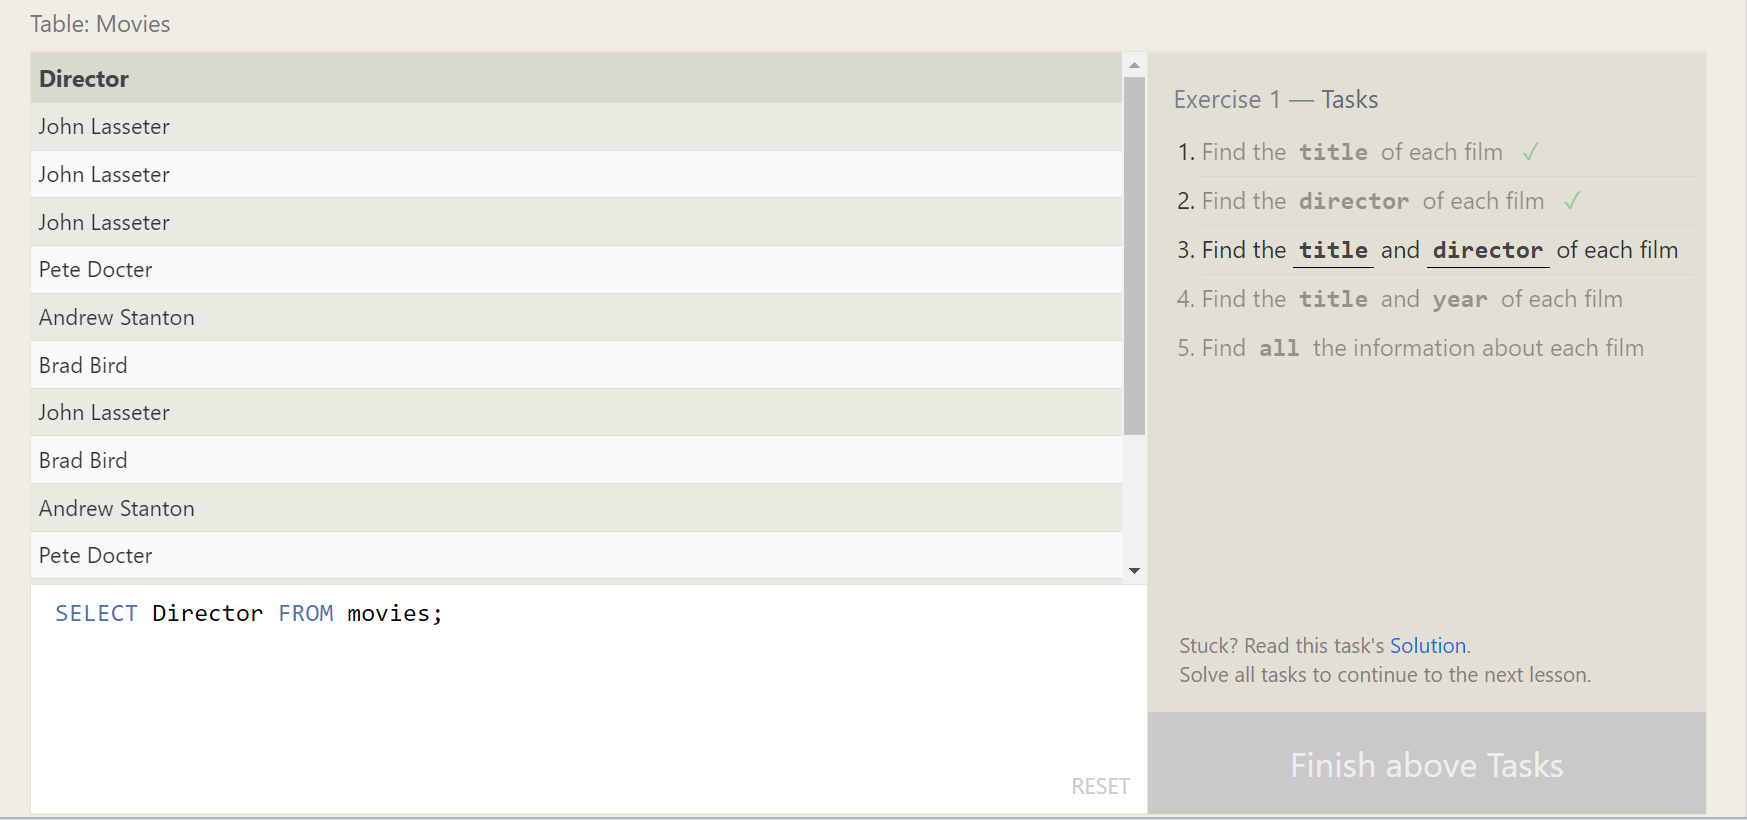 Table: Movies
Director
John Lasseter
John Lasseter
John Lasseter
Pete Docter
Andrew Stanton
Brad Bird
John Lasseter
Brad Bird
Andrew Stanton
Pete Docter
SELECT Director FROM movies;
RESET
Exercise 1 — Tasks
1. Find the title of each film ✓
2. Find the director of each film ✓
3. Find the title and director of each film
4. Find the title and year of each film
5. Find all the information about each film
Stuck? Read this task's Solution.
Solve all tasks to continue to the next lesson.
Finish above Tasks